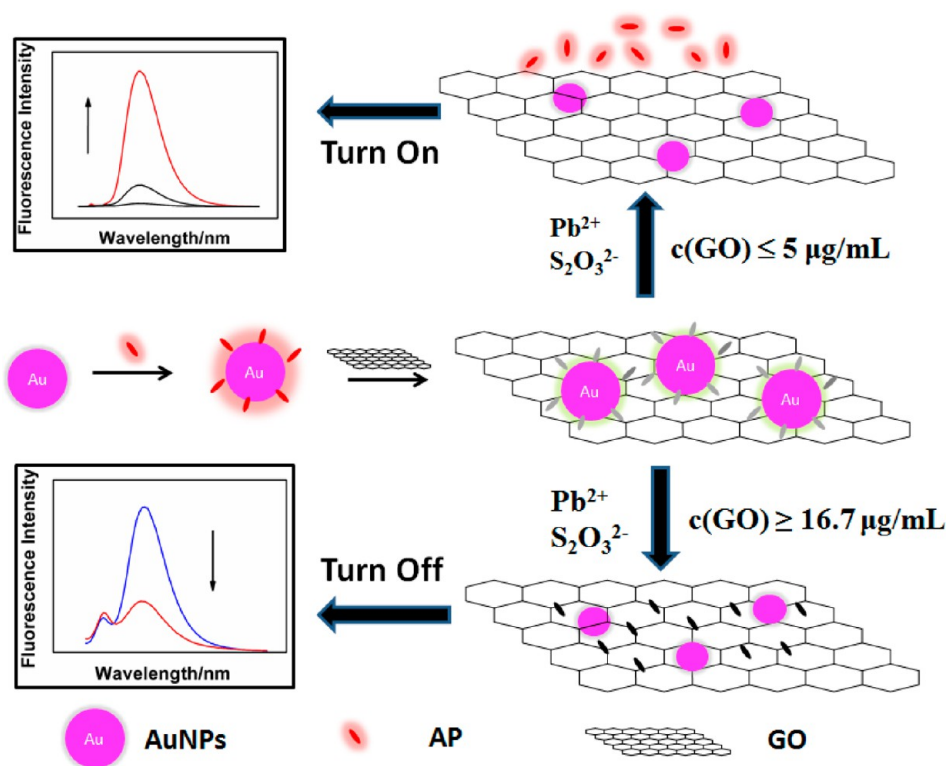 Fluorescence Intensity
Wavelength/nm
Turn On
Pb²⁺
S₂O₃²⁻
c(GO) ≤ 5 μg/mL
Au
Au
Au
Au
Au
Fluorescence Intensity
Wavelength/nm
Turn Off
Pb²⁺
S₂O₃²⁻
c(GO) ≥ 16.7 μg/mL
Au
AuNPs
AP
GO